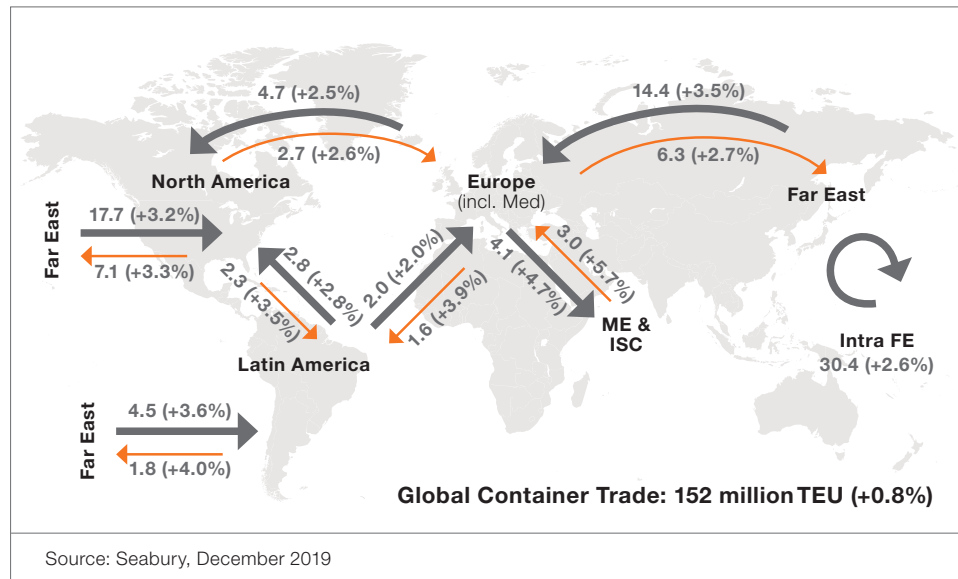 4.7 (+2.5%)
14.4 (+3.5%)
2.7 (+2.6%)
6.3 (+2.7%)
North America
Europe
(incl. Med)
Far East
Far East
17.7 (+3.2%)
7.1 (+3.3%)
2.3 (+3.5%)
2.8 (+2.8%)
2.0 (+2.0%)
1.6 (+3.9%)
4.1 (+4.7%)
3.0 (+5.7%)
ME &
ISC
Intra FE
30.4 (+2.6%)
Latin America
Far East
4.5 (+3.6%)
1.8 (+4.0%)
Global Container Trade: 152 million TEU (+0.8%)
Source: Seabury, December 2019